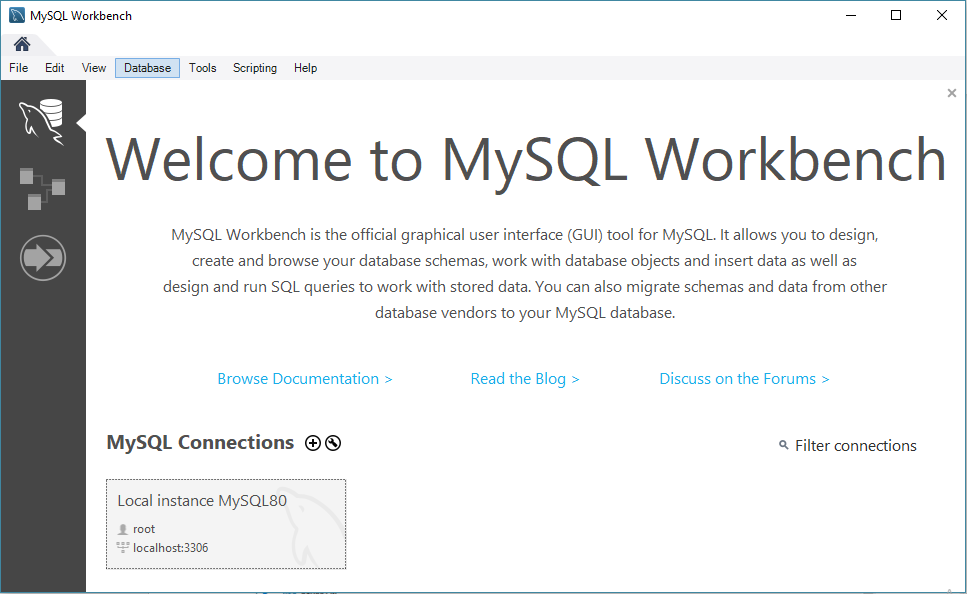 MySQL Workbench
File Edit View Database Tools Scripting Help
Welcome to MySQL Workbench
MySQL Workbench is the official graphical user interface (GUI) tool for MySQL. It allows you to design,
create and browse your database schemas, work with database objects and insert data as well as
design and run SQL queries to work with stored data. You can also migrate schemas and data from other
database vendors to your MySQL database.
Browse Documentation > Read the Blog > Discuss on the Forums >
MySQL Connections
Filter connections
Local instance MySQL80
root
localhost:3306